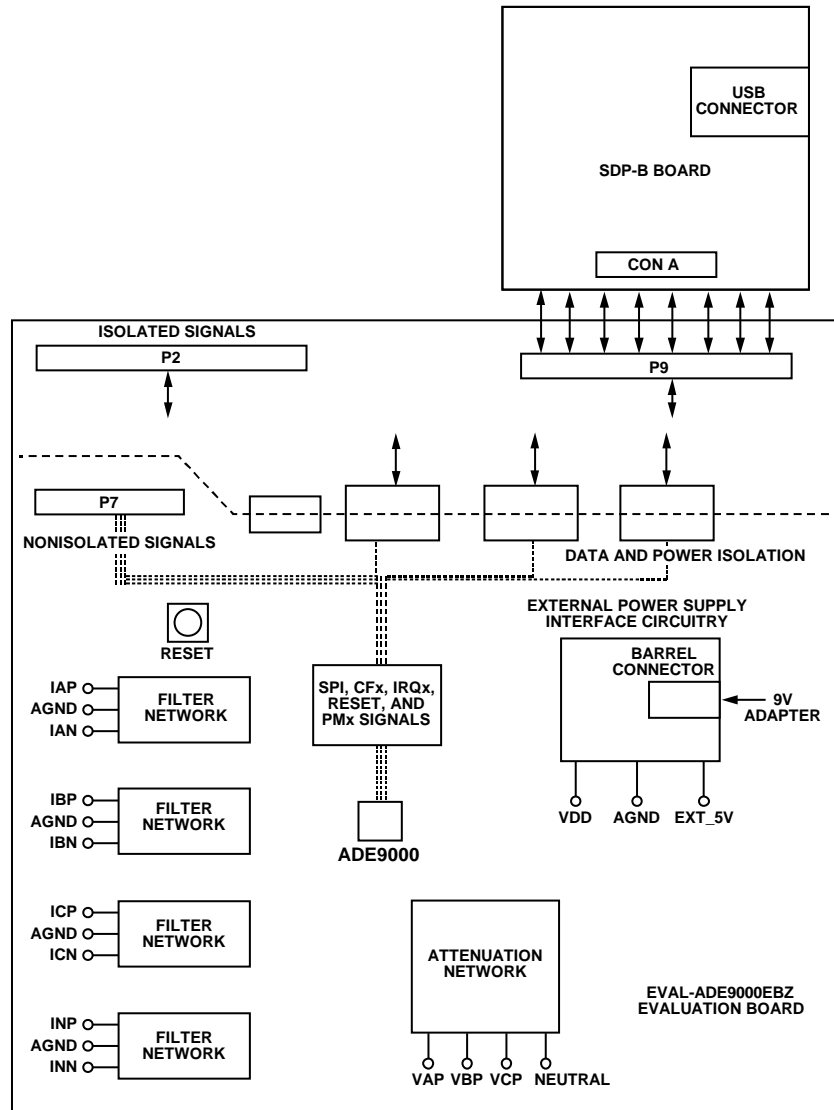 USB
CONNECTOR
SDP-B BOARD
CON A
ISOLATED SIGNALS
P2
P9
P7
NONISOLATED SIGNALS
DATA AND POWER ISOLATION
EXTERNAL POWER SUPPLY
INTERFACE CIRCUITRY
RESET
BARREL
CONNECTOR
9V
ADAPTER
SPI, CFx, IRQx,
RESET, AND
PMx SIGNALS
IAP
AGND
IAN
FILTER
NETWORK
VDD
AGND
EXT_5V
IBP
AGND
IBN
FILTER
NETWORK
ADE9000
ICP
AGND
ICN
FILTER
NETWORK
ATTENUATION
NETWORK
EVAL-ADE9000EBZ
EVALUATION BOARD
INP
AGND
INN
FILTER
NETWORK
VAP
VBP
VCP
NEUTRAL